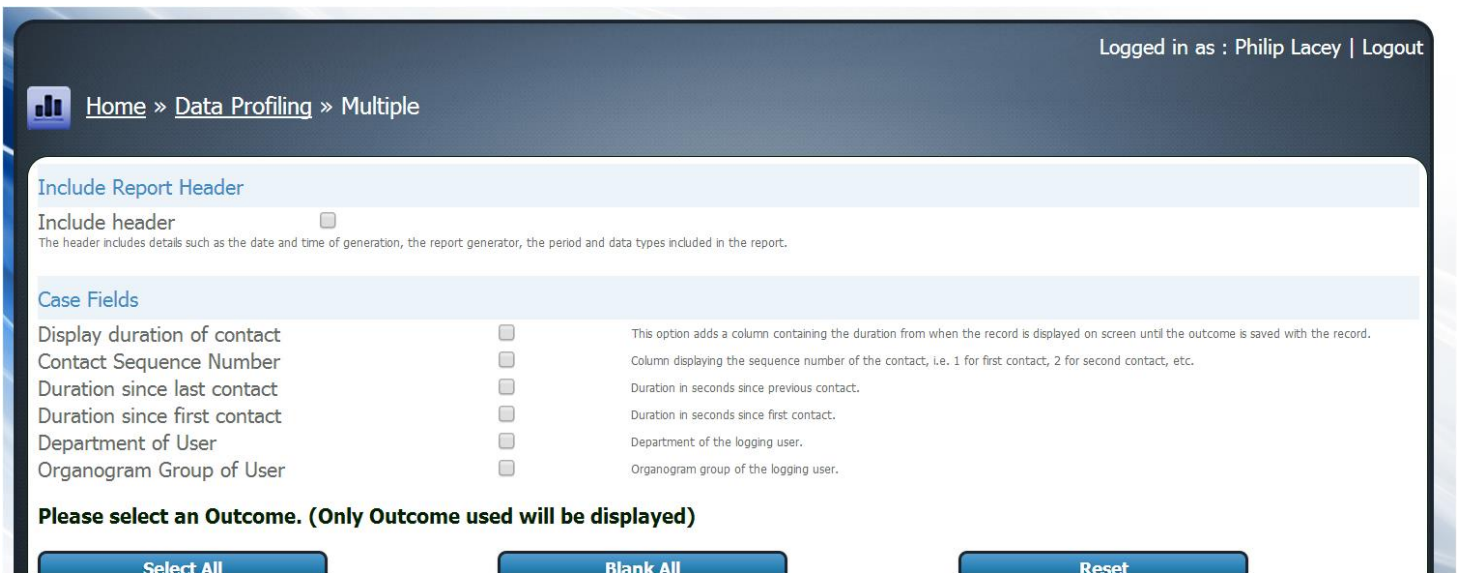 Logged in as : Philip Lacey | Logout
Home » Data Profiling » Multiple
Include Report Header
Include header
The header includes details such as the date and time of generation, the report generator, the period and data types included in the report.
Case Fields
Display duration of contact This option adds a column containing the duration from when the record is displayed on screen until the outcome is saved with the record.
Contact Sequence Number Column displaying the sequence number of the contact, i.e. 1 for first contact, 2 for second contact, etc.
Duration since last contact Duration in seconds since previous contact.
Duration since first contact Duration in seconds since first contact.
Department of User Department of the logging user.
Organogram Group of User Organogram group of the logging user.
Please select an Outcome. (Only Outcome used will be displayed)
Select All Blank All Reset